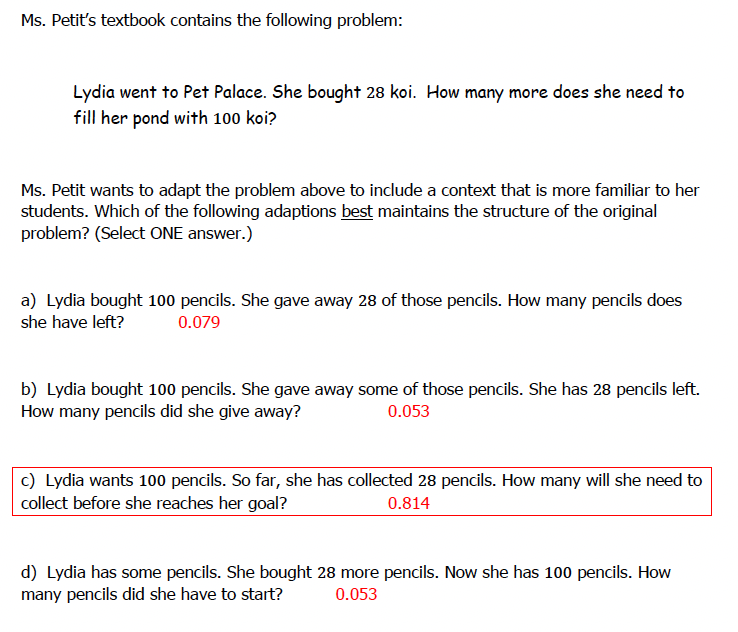 Ms. Petit's textbook contains the following problem:
Lydia went to Pet Palace. She bought 28 koi. How many more does she need to
fill her pond with 100 koi?
Ms. Petit wants to adapt the problem above to include a context that is more familiar to her
students. Which of the following adaptions best maintains the structure of the original
problem? (Select ONE answer.)
a) Lydia bought 100 pencils. She gave away 28 of those pencils. How many pencils does
she have left? 0.079
b) Lydia bought 100 pencils. She gave away some of those pencils. She has 28 pencils left.
How many pencils did she give away? 0.053
c) Lydia wants 100 pencils. So far, she has collected 28 pencils. How many will she need to
collect before she reaches her goal? 0.814
d) Lydia has some pencils. She bought 28 more pencils. Now she has 100 pencils. How
many pencils did she have to start? 0.053